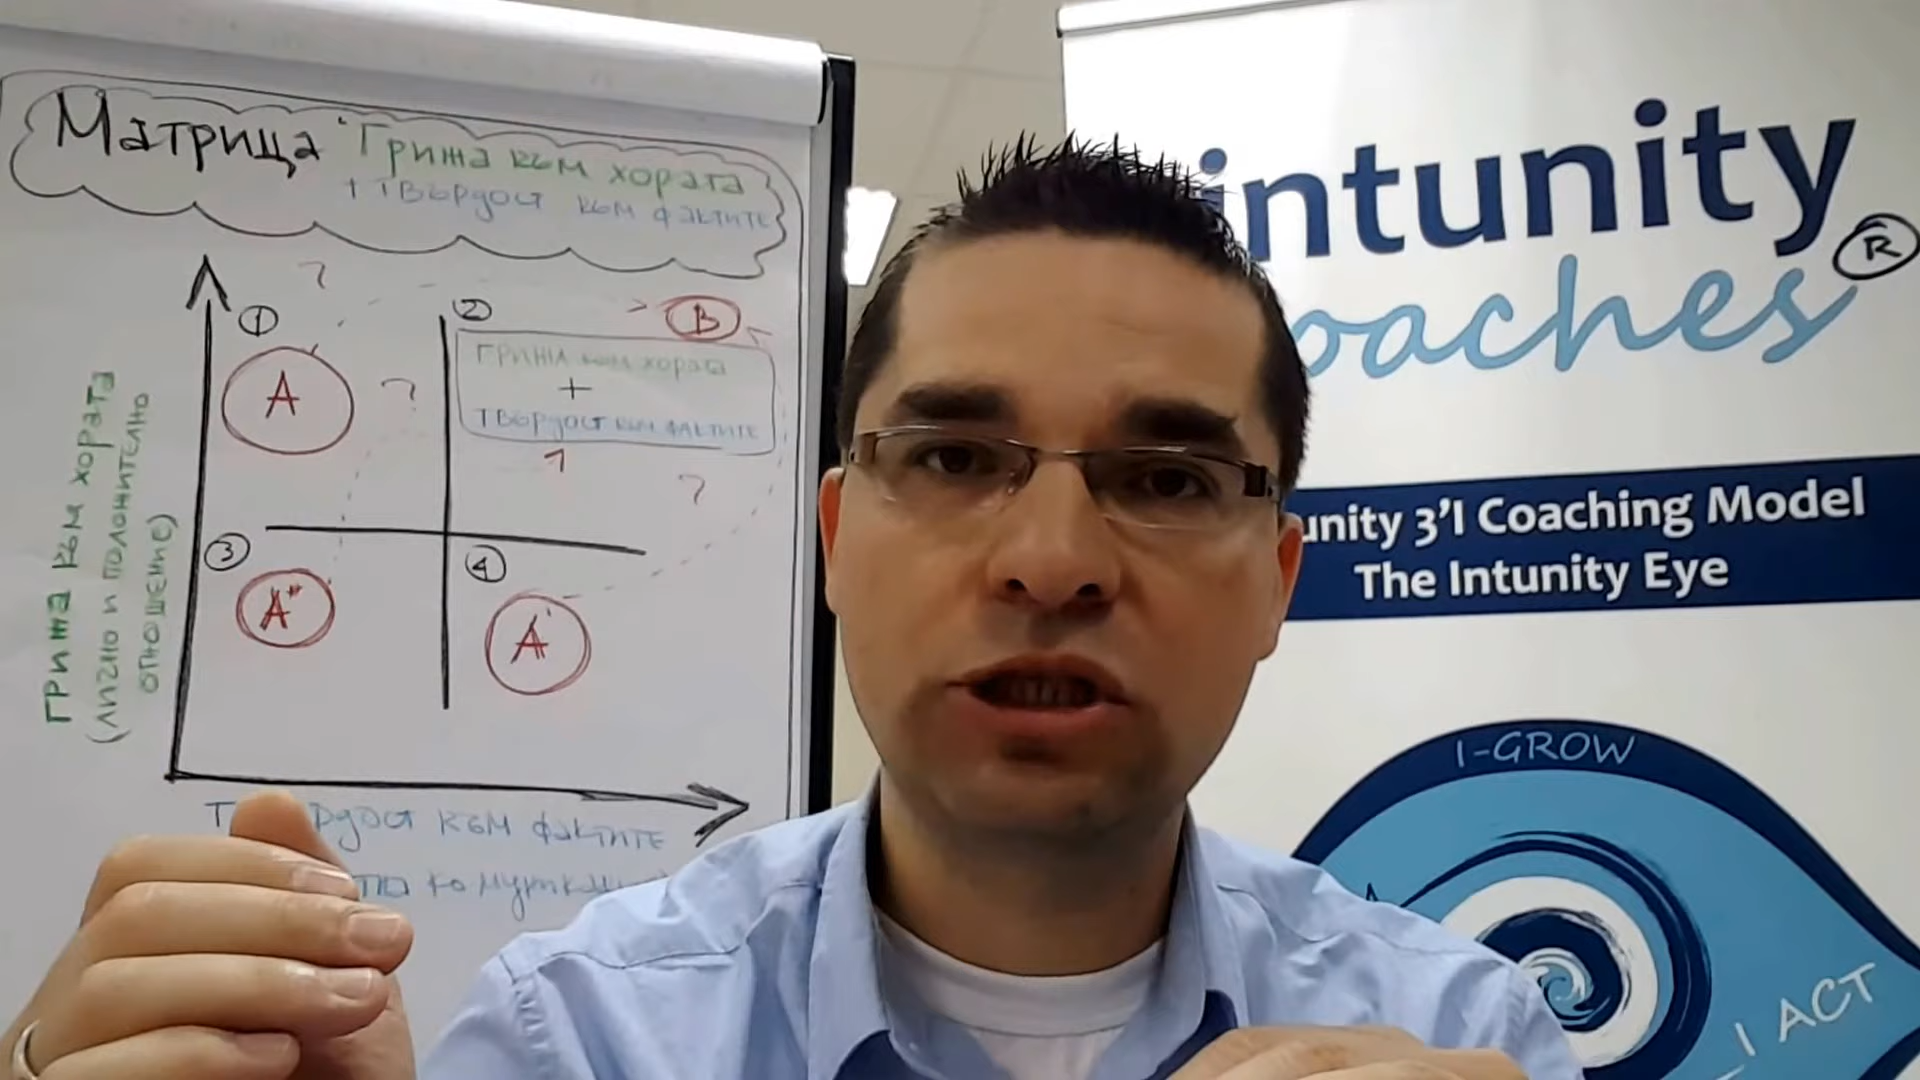 Матрица Грижа към хората
+ твърдост към фактите
1
2
B
A
Грижа към хората
+
твърдост към фактите
3
4
A"
A'
Грижа към хората
(лично и положително
отношение)
към фактите
intunity
R
unity 3'I Coaching Model
The Intunity Eye
I-GROW
I ACT